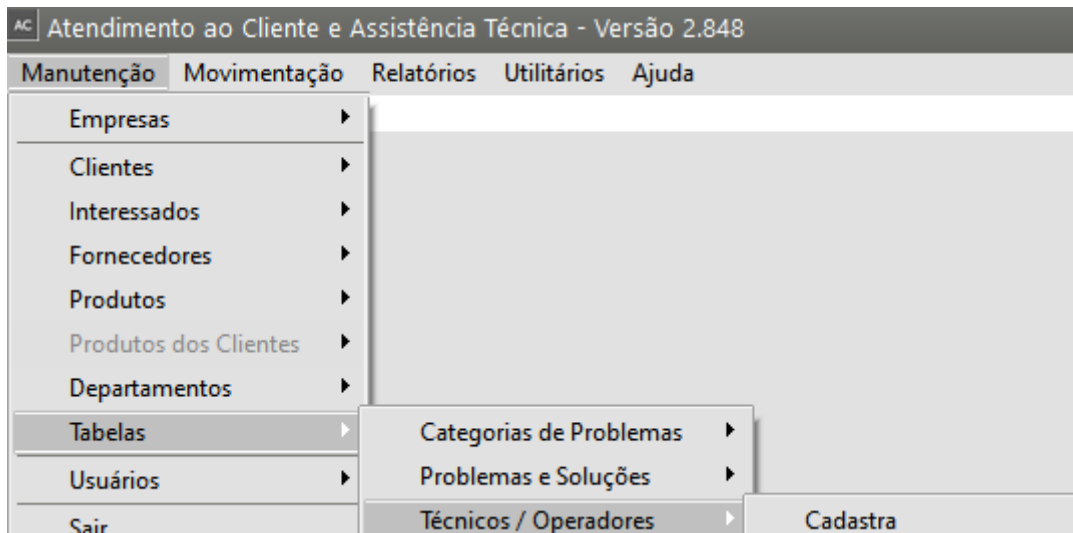 AC Atendimento ao Cliente e Assistência Técnica - Versão 2.848
Manutenção Movimentação Relatórios Utilitários Ajuda
Empresas
Clientes
Interessados
Fornecedores
Produtos
Produtos dos Clientes
Departamentos
Tabelas
Usuários
Sair
Categorias de Problemas
Problemas e Soluções
Técnicos / Operadores
Cadastra